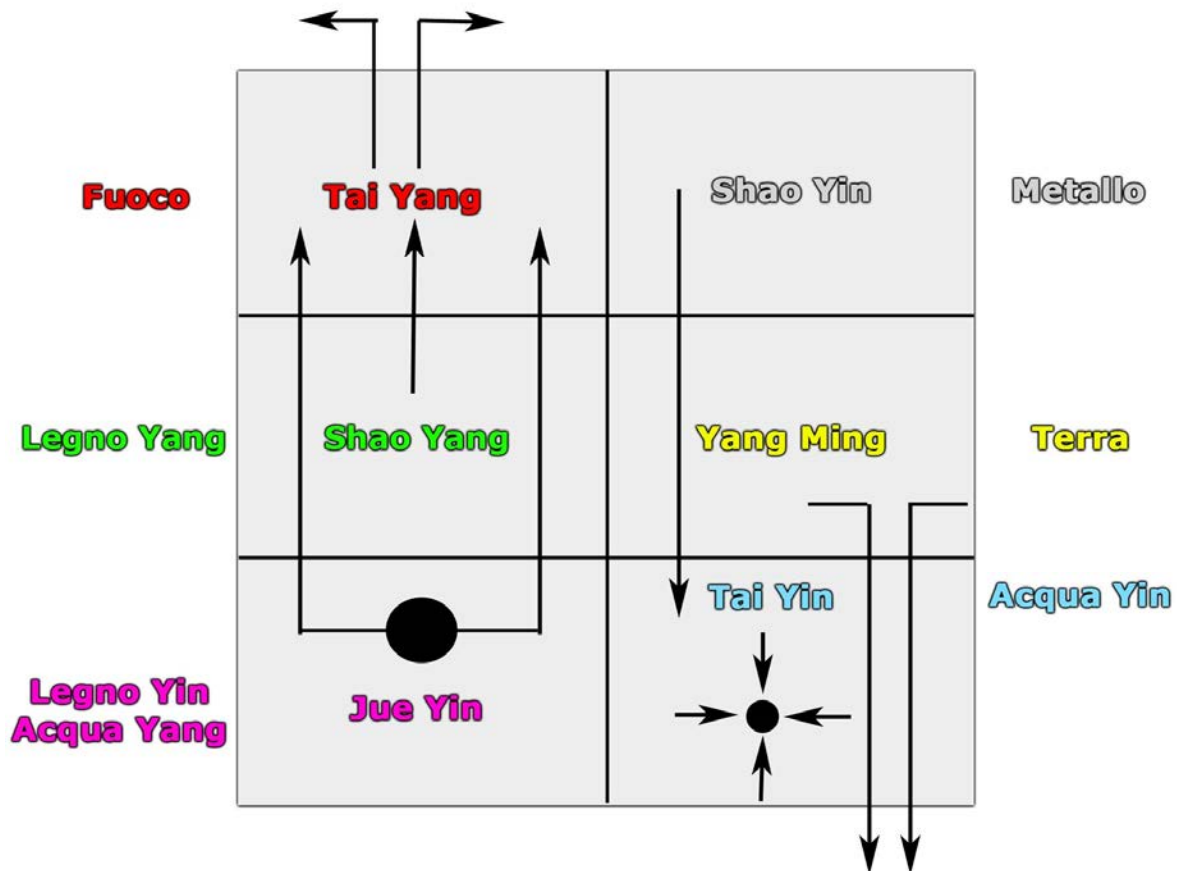 Fuoco
Tai Yang
Shao Yin
Metallo
Legno Yang
Shao Yang
Yang Ming
Terra
Tai Yin
Acqua Yin
Legno Yin
Acqua Yang
Jue Yin